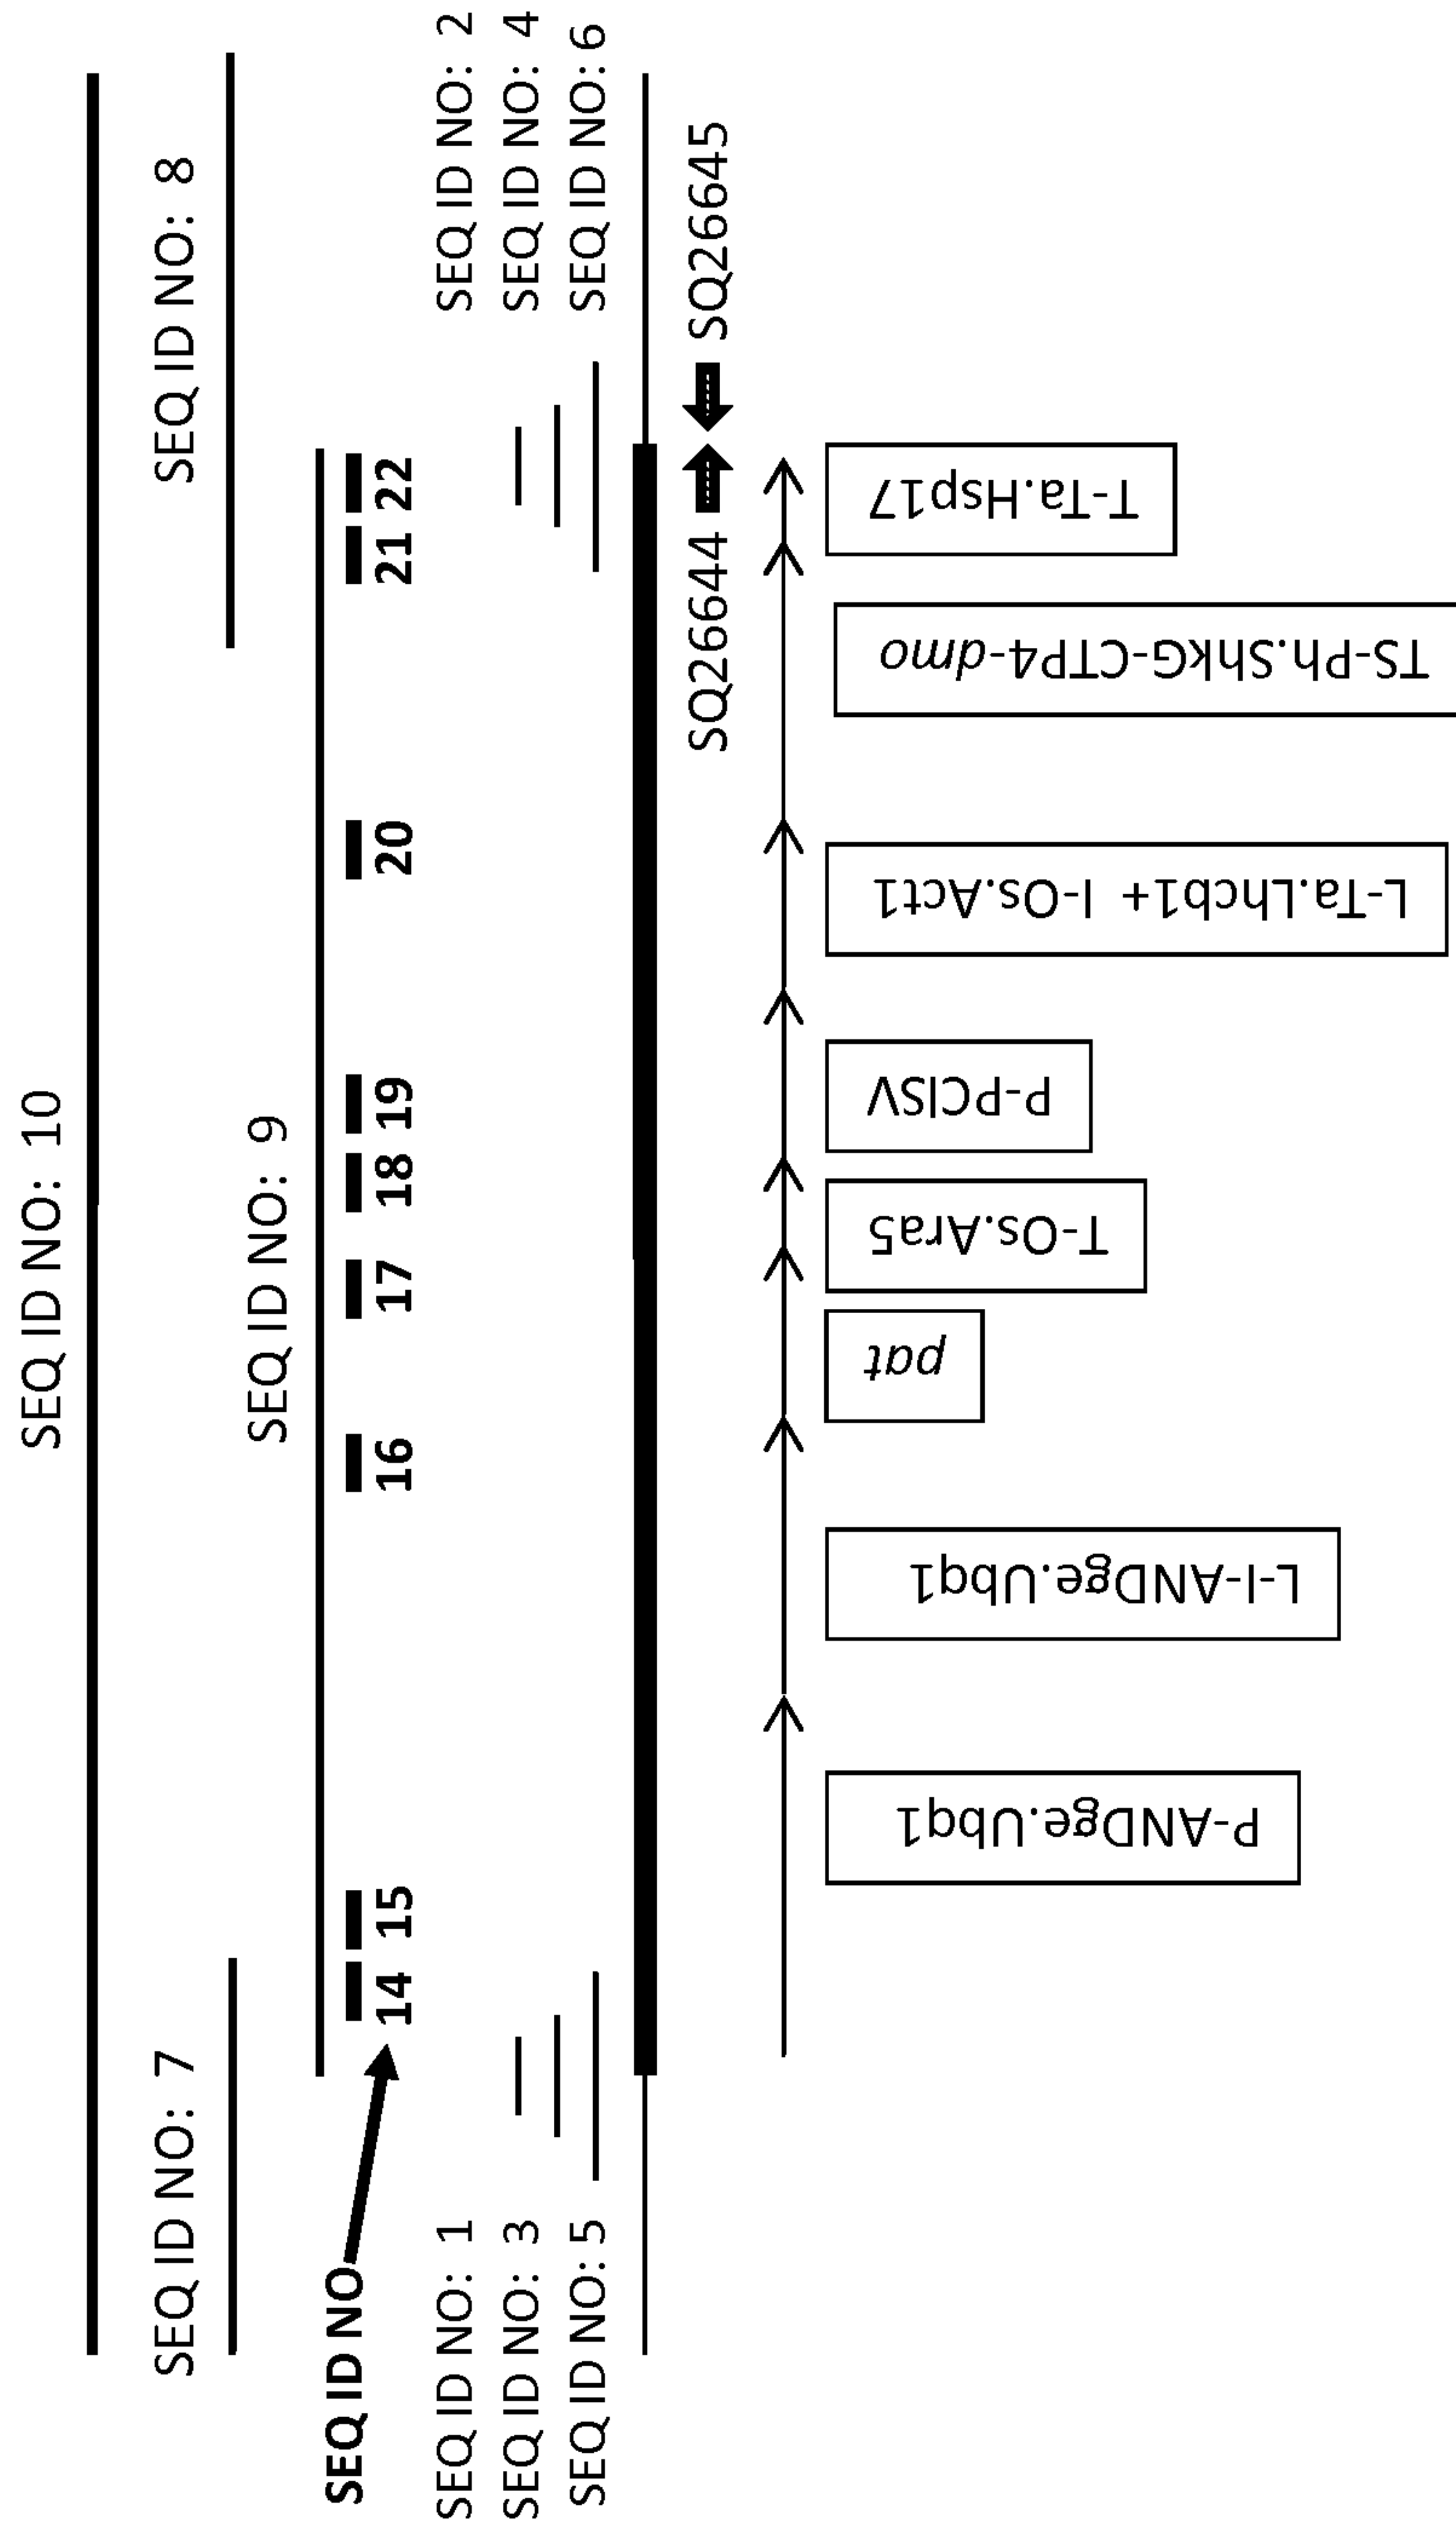 SEQ ID NO: 10
SEQ ID NO: 7
SEQ ID NO: 8
SEQ ID NO: 9
SEQ ID NO
14
15
16
17
18
19
20
21
22
SEQ ID NO: 1
SEQ ID NO: 3
SEQ ID NO: 5
SEQ ID NO: 2
SEQ ID NO: 4
SEQ ID NO: 6
SQ26644
SQ26645
P-ANDge.Ubq1
L-I-ANDge.Ubq1
pat
T-Os.Ara5
P-PClSV
L-Ta.Lhcb1+ I-Os.Act1
TS-Ph.ShkG-CTP4-dmo
T-Ta.Hsp17